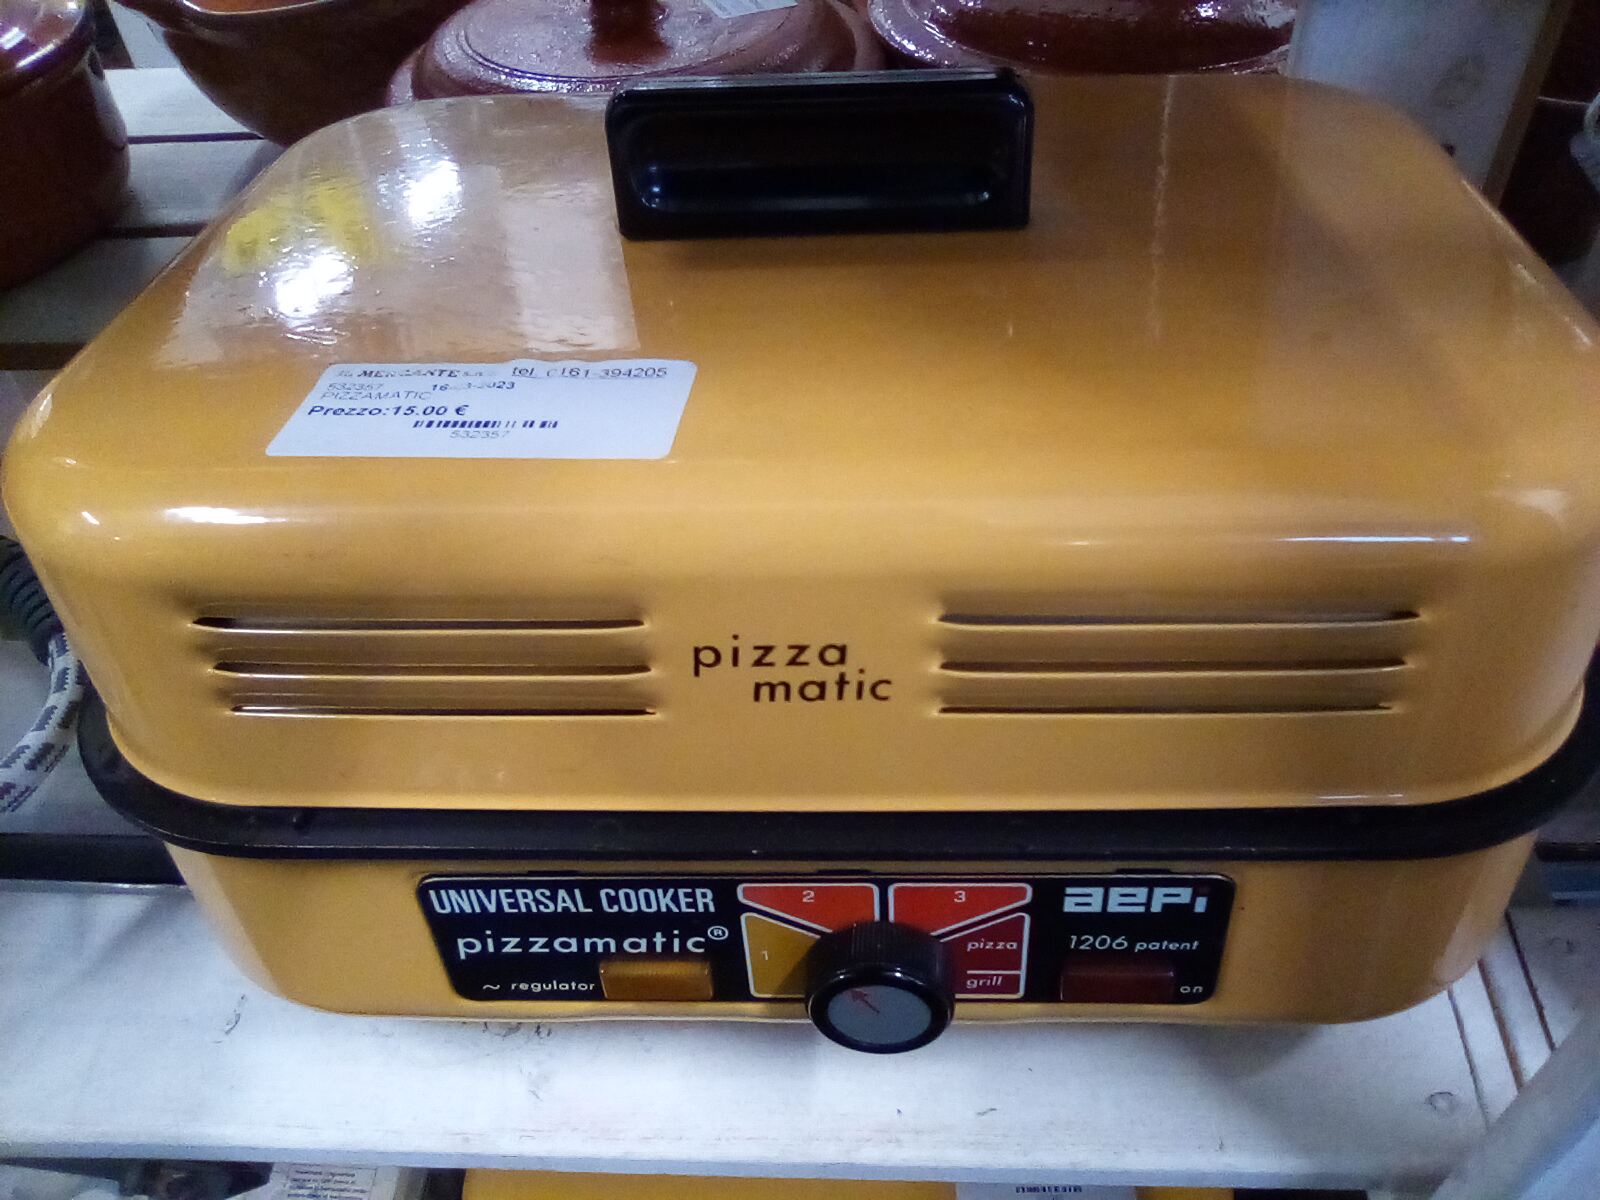 IL MERCANTE s.n.c. tel. 0161-394205
532357
PIZZAMATIC
Prezzo:15.00 €
532357
pizza
matic
UNIVERSAL COOKER
pizzamatic®
~ regulator
1
2
3
pizza
grill
aepi
1206 patent
on